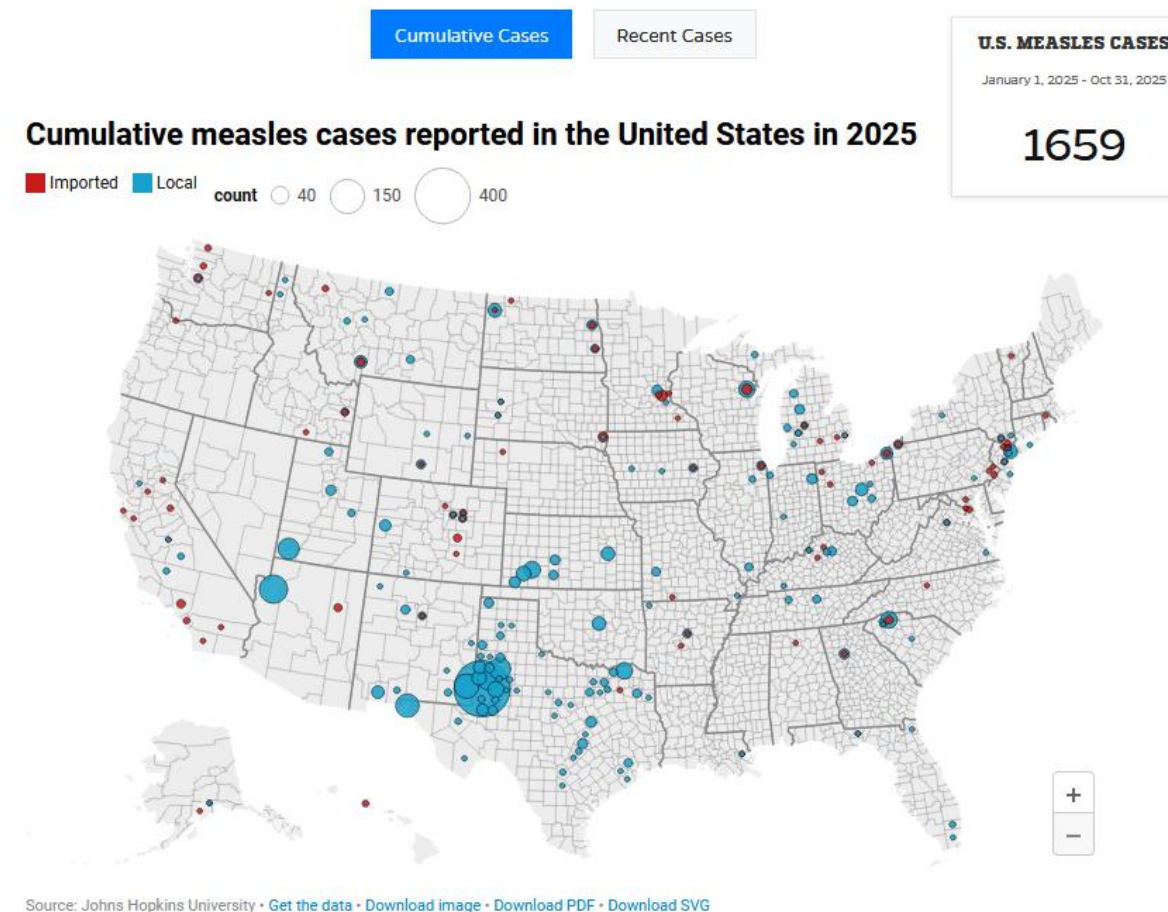 Cumulative Cases
Recent Cases
U.S. MEASLES CASES
January 1, 2025 - Oct 31, 2025
1659
Cumulative measles cases reported in the United States in 2025
Imported Local count 40 150 400
+
−
Source: Johns Hopkins University • Get the data • Download image • Download PDF • Download SVG